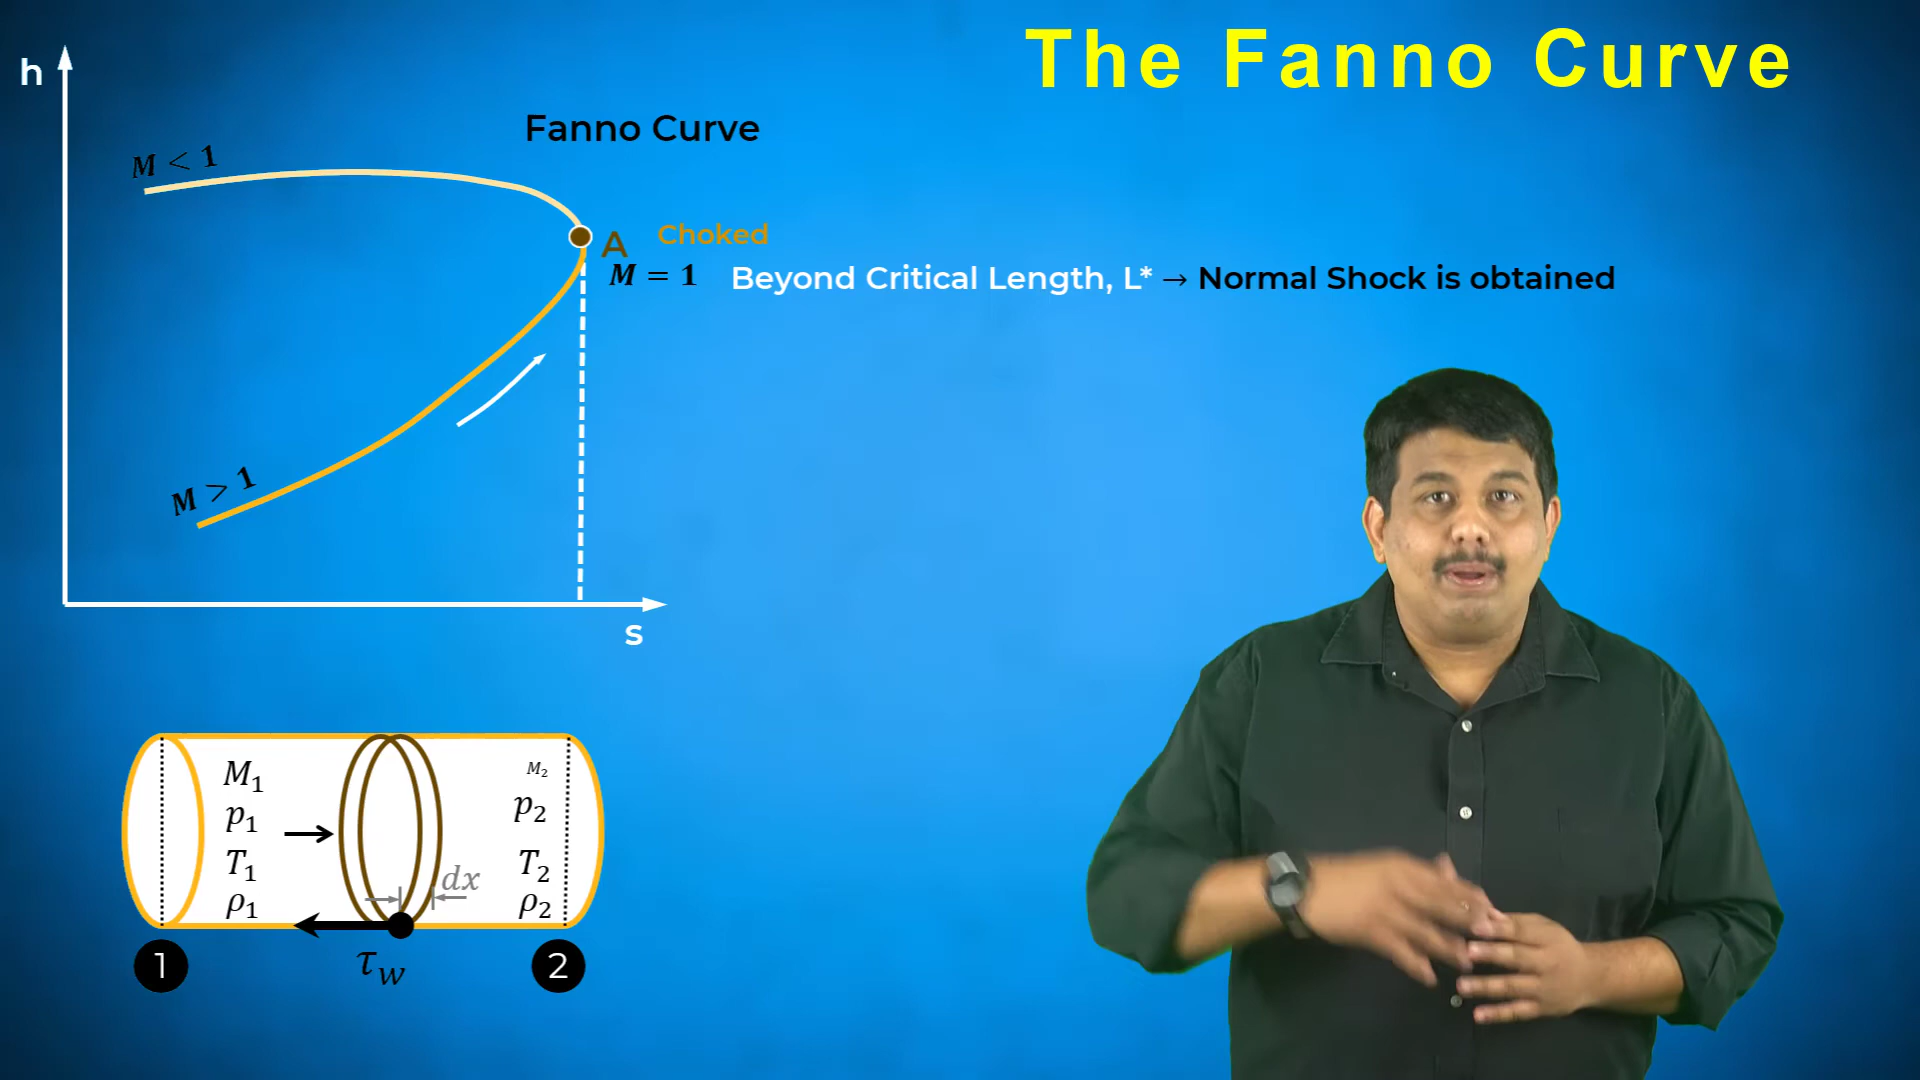 The Fanno Curve
h
Fanno Curve
M < 1
A Choked
M = 1 Beyond Critical Length, L* → Normal Shock is obtained
M > 1
s
M₁ M₂
p₁ p₂
T₁ T₂
dx
ρ₁ ρ₂
τw
1 2